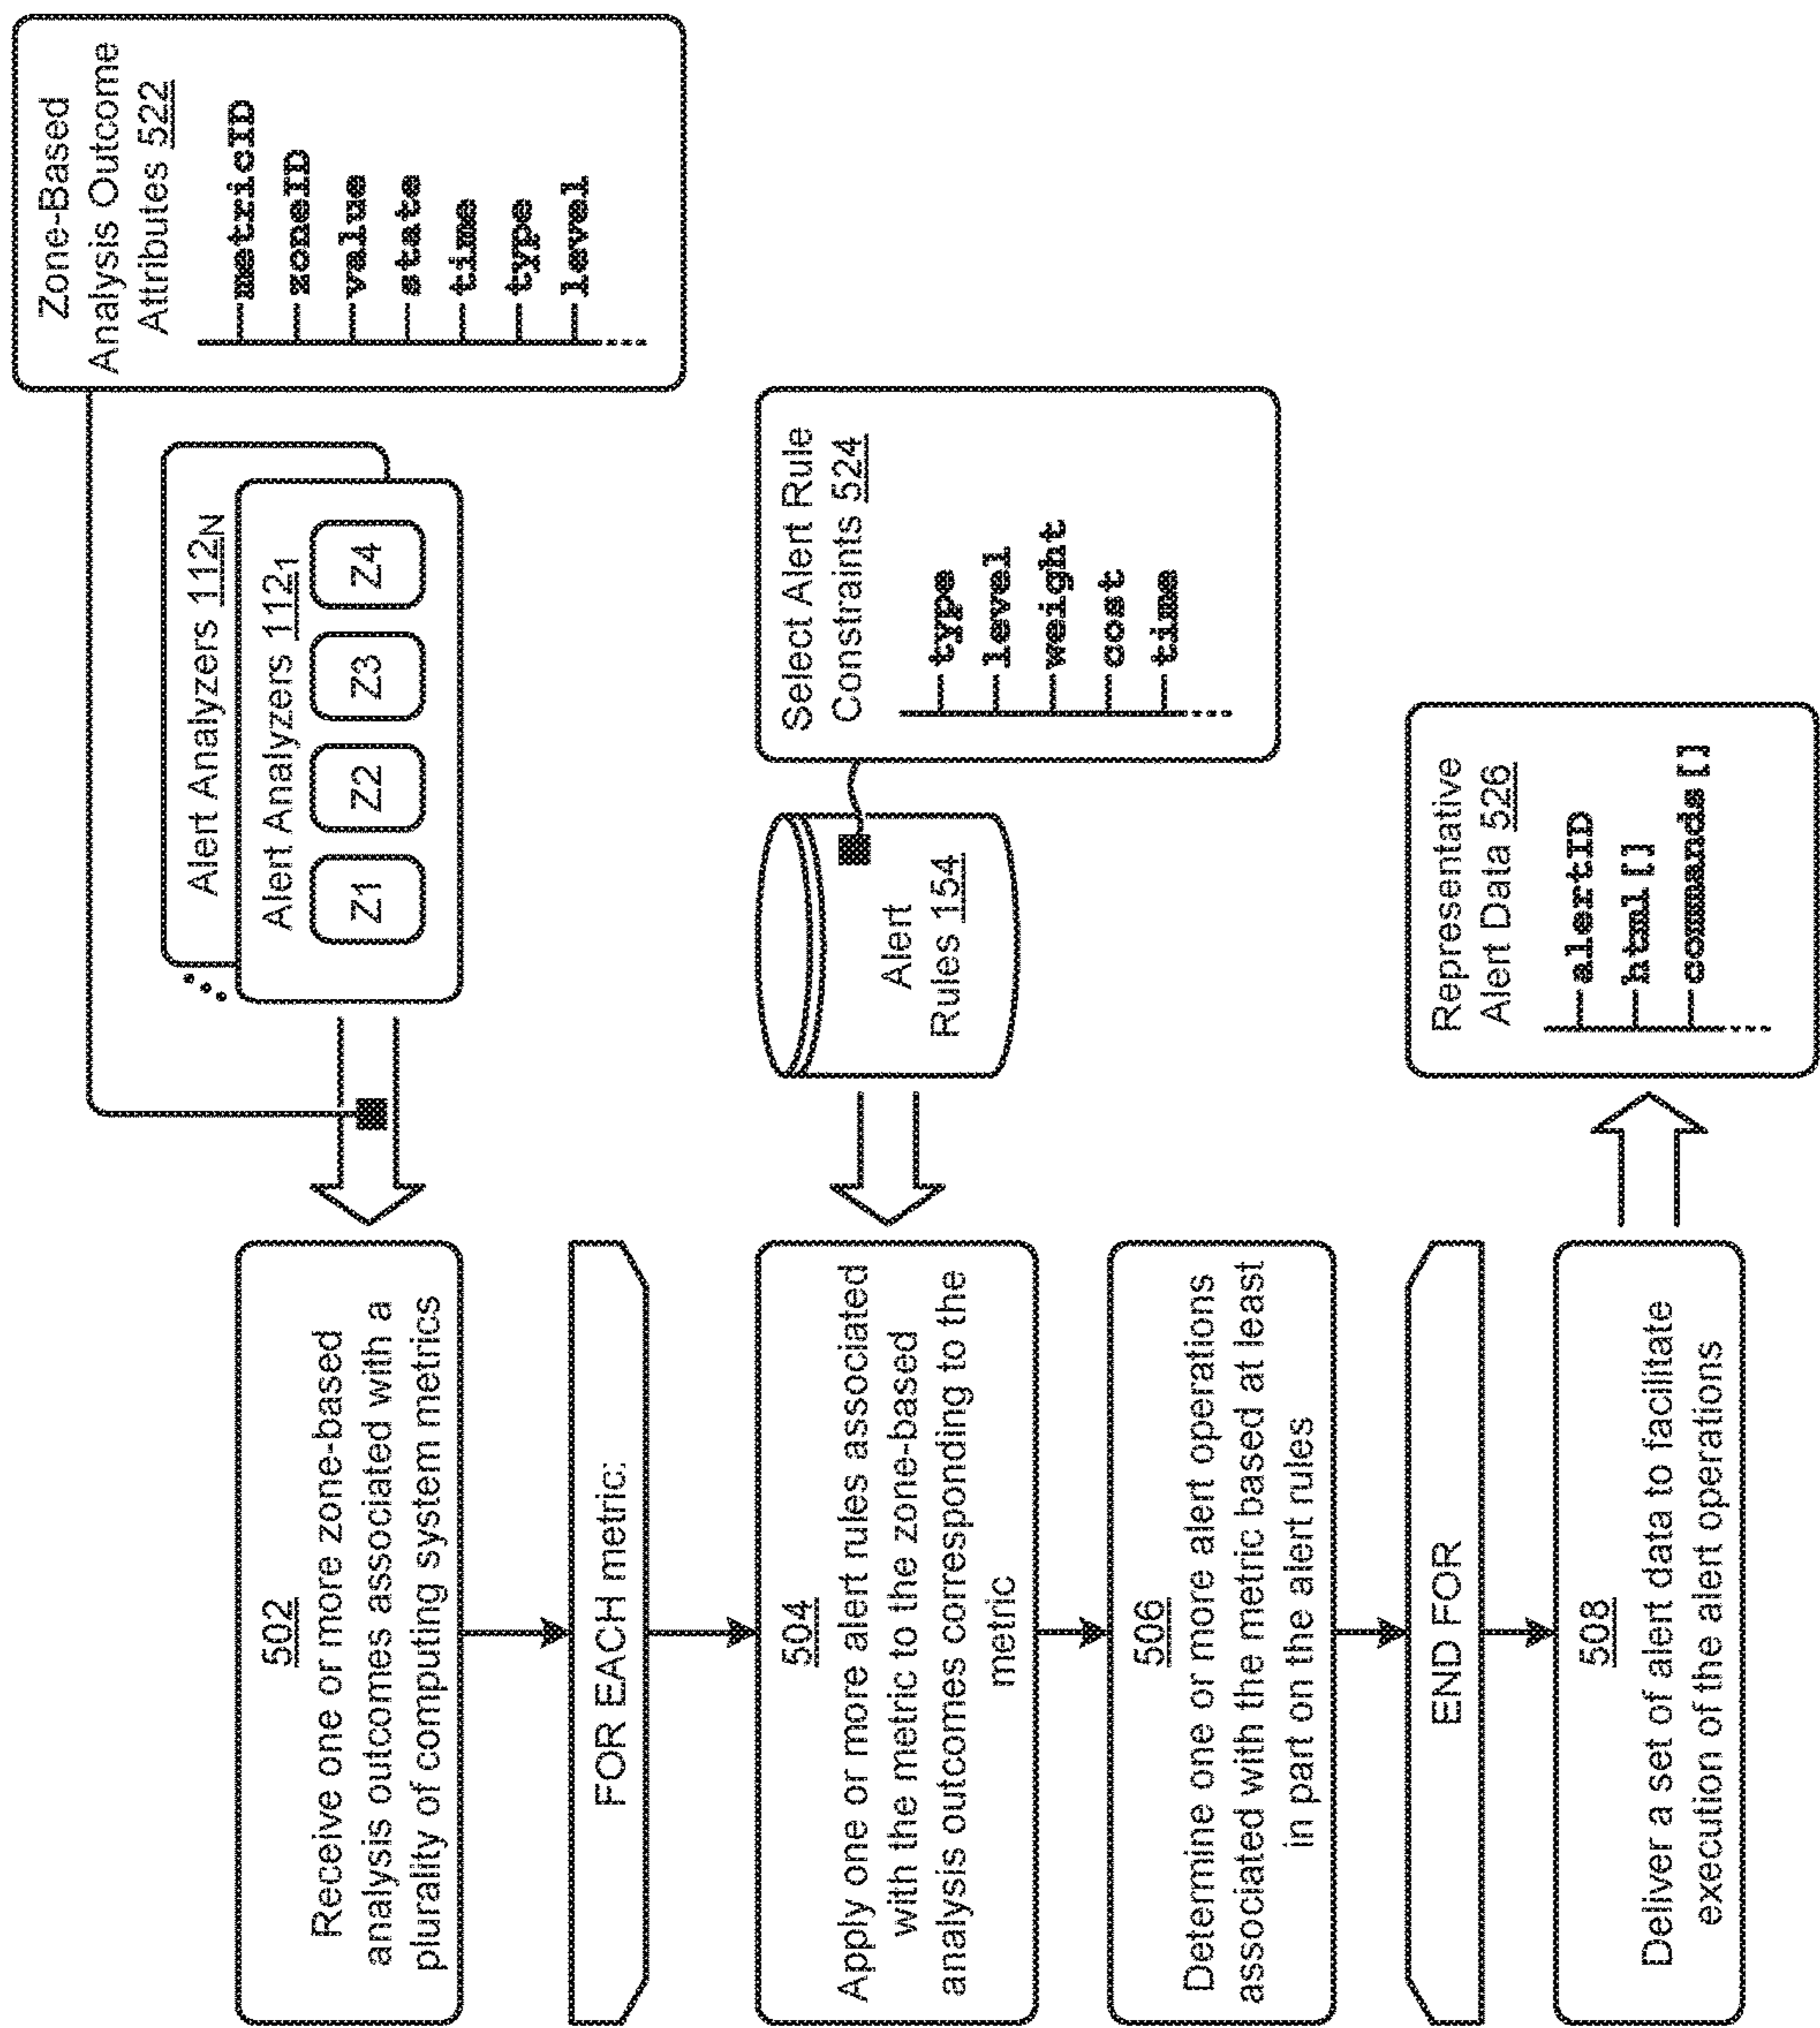 502
Receive one or more zone-based
analysis outcomes associated with a
plurality of computing system metrics
FOR EACH metric:
504
Apply one or more alert rules associated
with the metric to the zone-based
analysis outcomes corresponding to the
metric
506
Determine one or more alert operations
associated with the metric based at least
in part on the alert rules
END FOR
508
Deliver a set of alert data to facilitate
execution of the alert operations
Alert Analyzers 112N
Alert Analyzers 1121
Z1 Z2 Z3 Z4
Zone-Based
Analysis Outcome
Attributes 522
metricID
zoneID
value
state
time
type
level
Alert
Rules 154
Select Alert Rule
Constraints 524
type
level
weight
cost
time
Representative
Alert Data 526
alertID
html[]
commands[]